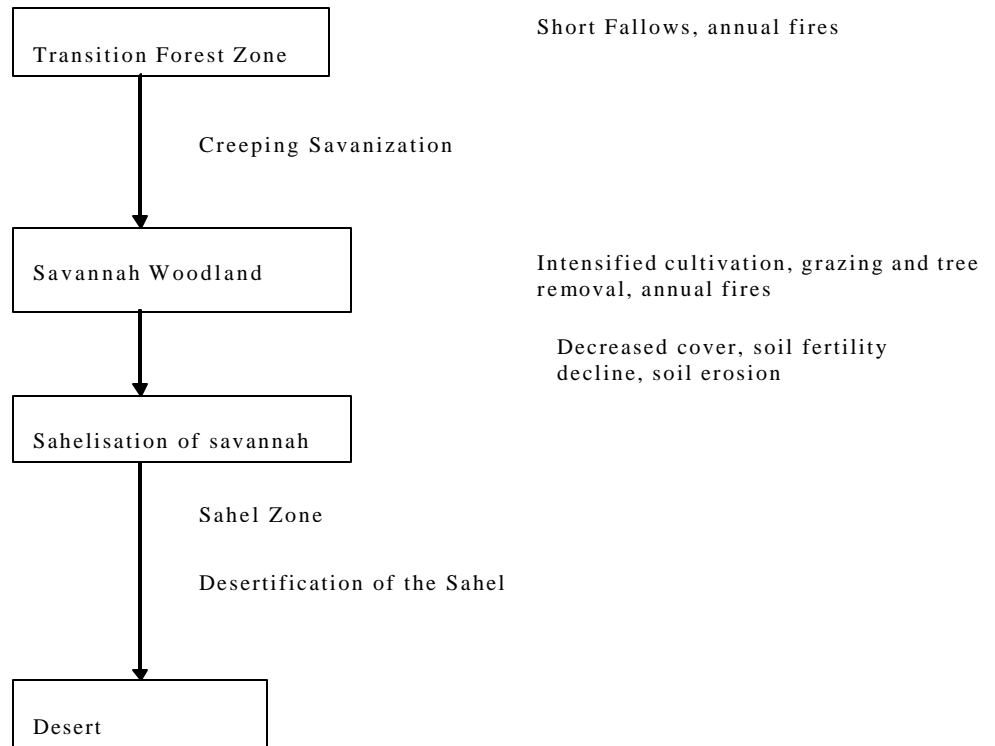 Short Fallows, annual fires
Transition Forest Zone
Creeping Savanization
Savannah Woodland
Intensified cultivation, grazing and tree
removal, annual fires
Decreased cover, soil fertility
decline, soil erosion
Sahelisation of savannah
Sahel Zone
Desertification of the Sahel
Desert